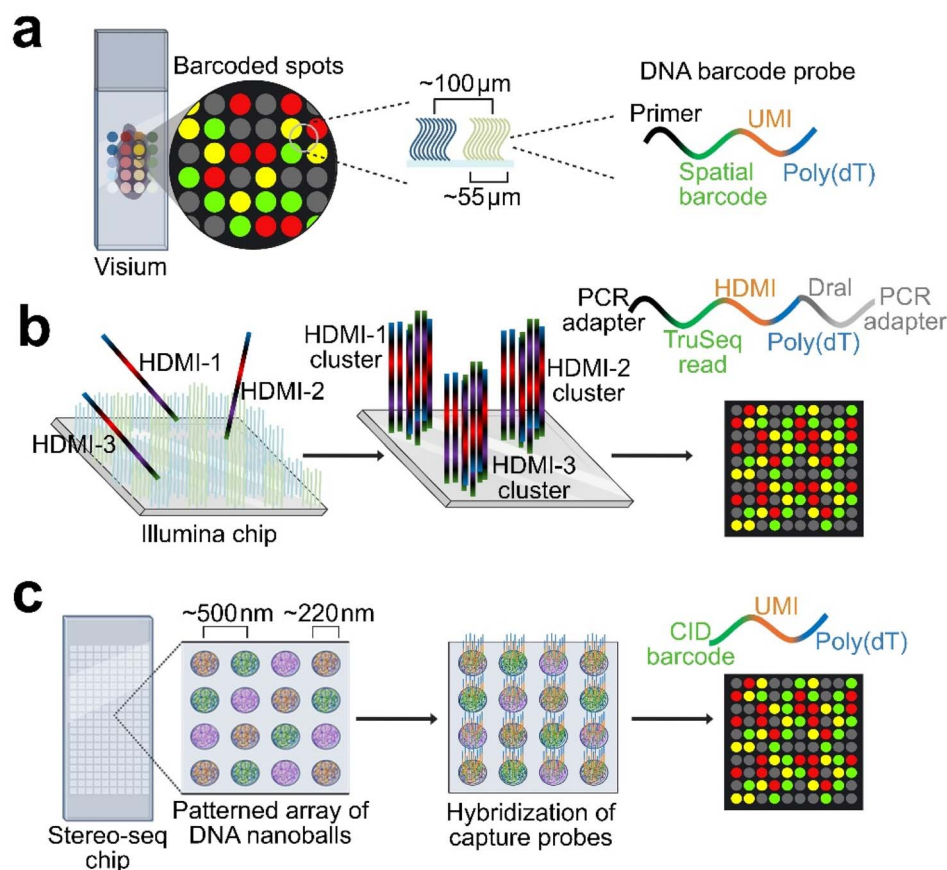 a
Barcoded spots
Visium
~100 μm
~55 μm
DNA barcode probe
Primer
UMI
Spatial
barcode
Poly(dT)
b
HDMI-1
HDMI-2
HDMI-3
Illumina chip
HDMI-1
cluster
HDMI-2
cluster
HDMI-3
cluster
PCR
adapter
HDMI
DraI
PCR
adapter
TruSeq
read
Poly(dT)
c
Stereo-seq
chip
~500 nm
~220 nm
Patterned array of
DNA nanoballs
Hybridization of
capture probes
CID
barcode
UMI
Poly(dT)